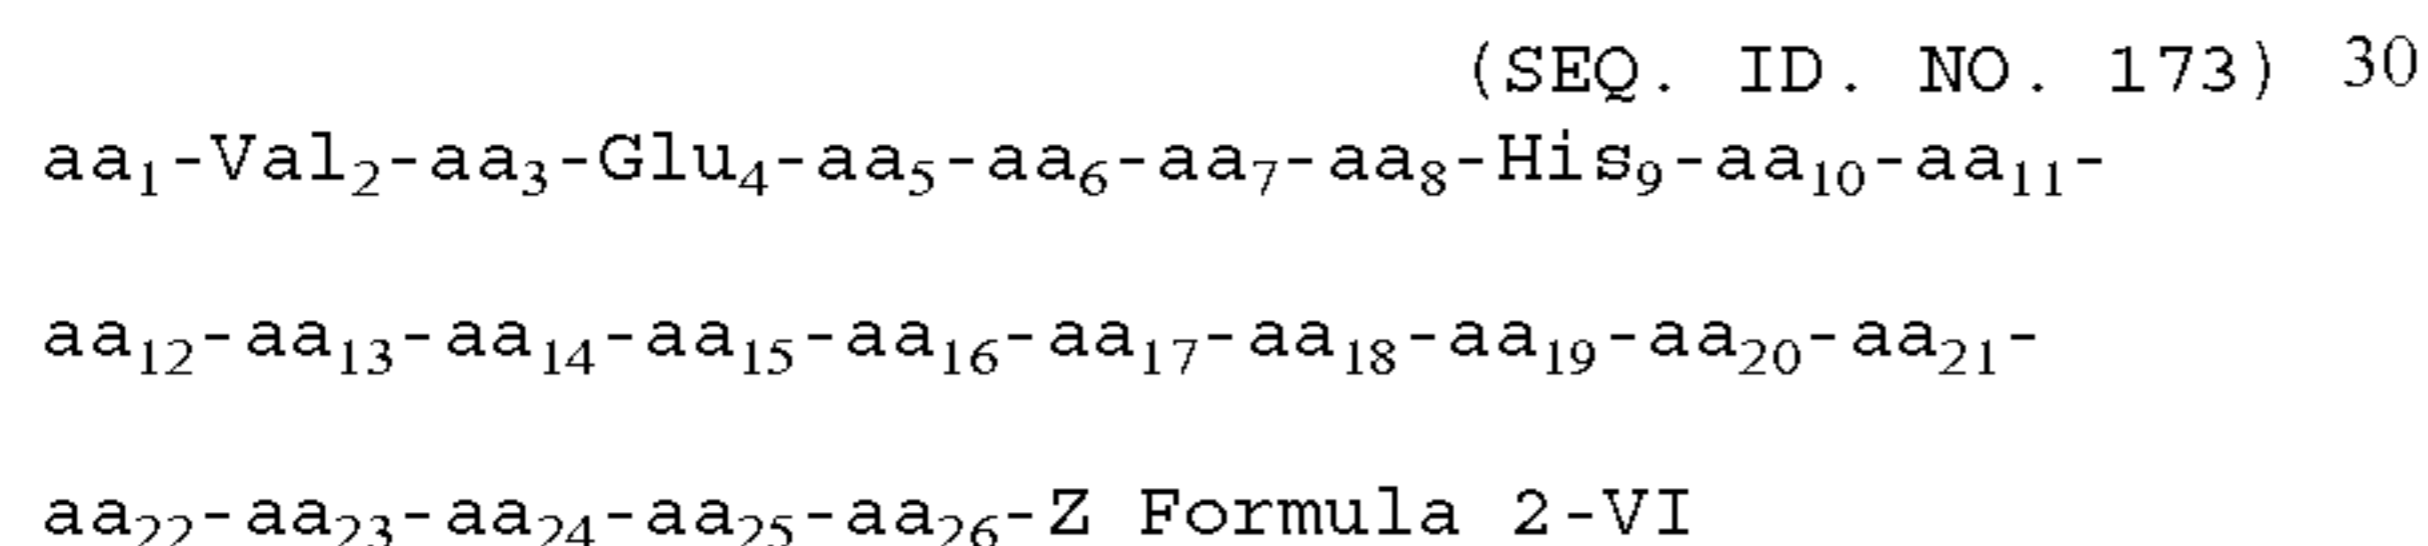 (SEQ. ID. NO. 173) 30
aa₁-Val₂-aa₃-Glu₄-aa₅-aa₆-aa₇-aa₈-His₉-aa₁₀-aa₁₁-
aa₁₂-aa₁₃-aa₁₄-aa₁₅-aa₁₆-aa₁₇-aa₁₈-aa₁₉-aa₂₀-aa₂₁-
aa₂₂-aa₂₃-aa₂₄-aa₂₅-aa₂₆-Z Formula 2-VI